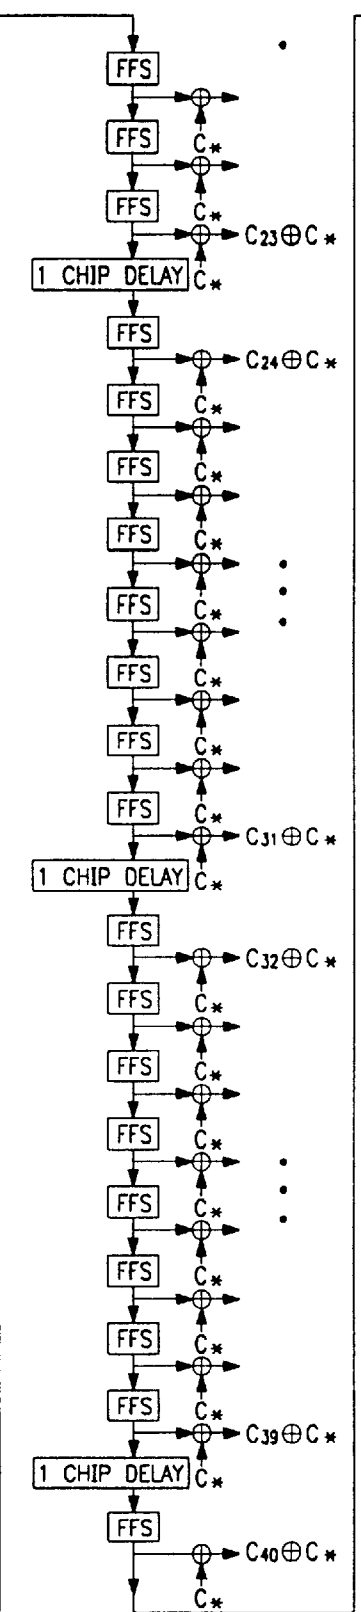 FFS
FFS
C*
FFS
C*
C23⊕C*
1 CHIP DELAY C*
FFS
C24⊕C*
FFS
C*
FFS
C*
FFS
C*
FFS
C*
FFS
C*
FFS
C*
FFS
C*
C31⊕C*
1 CHIP DELAY C*
FFS
C32⊕C*
FFS
C*
FFS
C*
FFS
C*
FFS
C*
FFS
C*
FFS
C*
FFS
C*
C39⊕C*
1 CHIP DELAY C*
FFS
C40⊕C*
C*